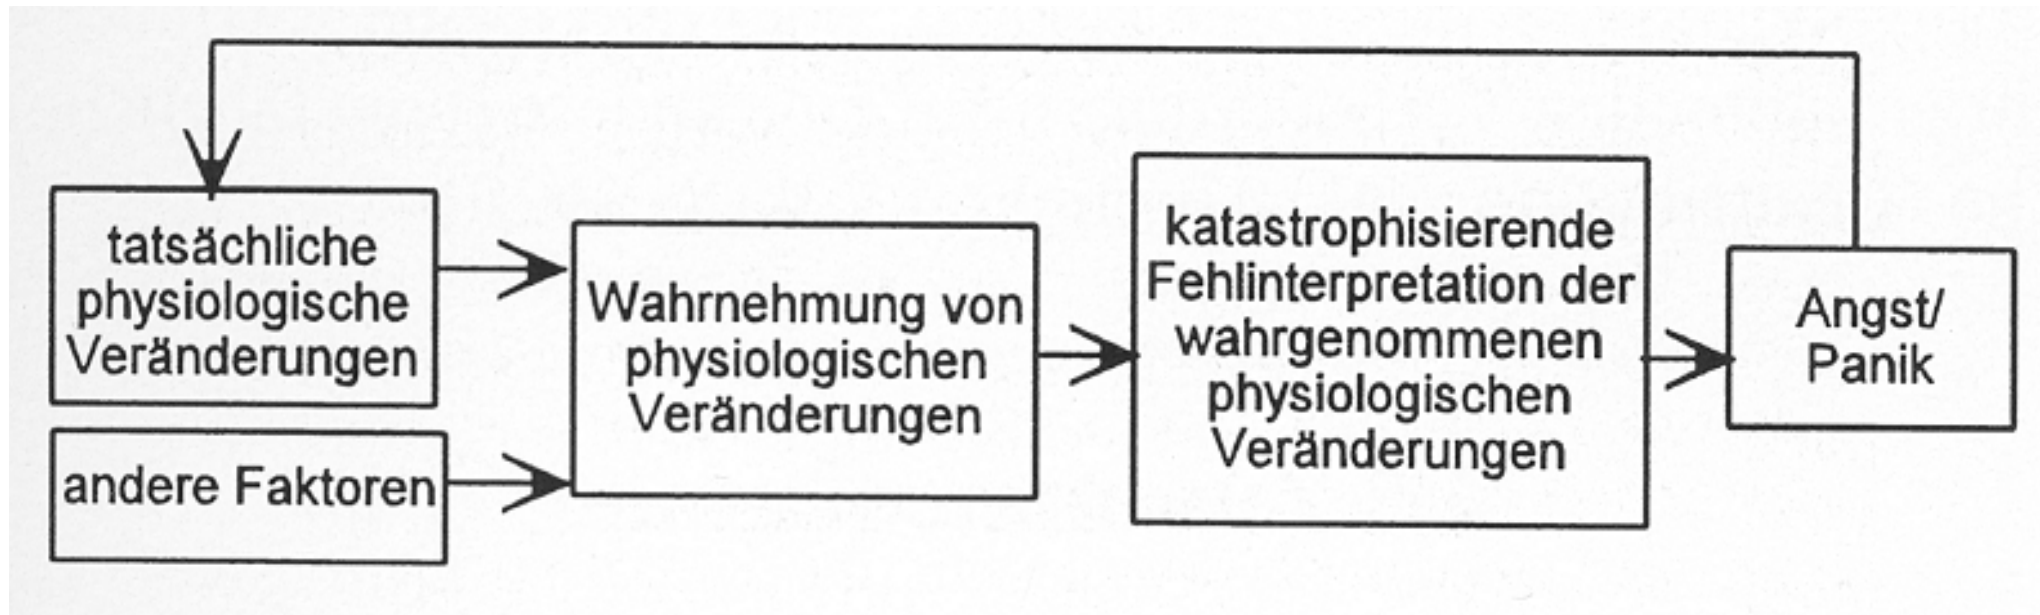 tatsächliche
physiologische
Veränderungen
andere Faktoren
Wahrnehmung von
physiologischen
Veränderungen
katastrophisierende
Fehlinterpretation der
wahrgenommenen
physiologischen
Veränderungen
Angst/
Panik